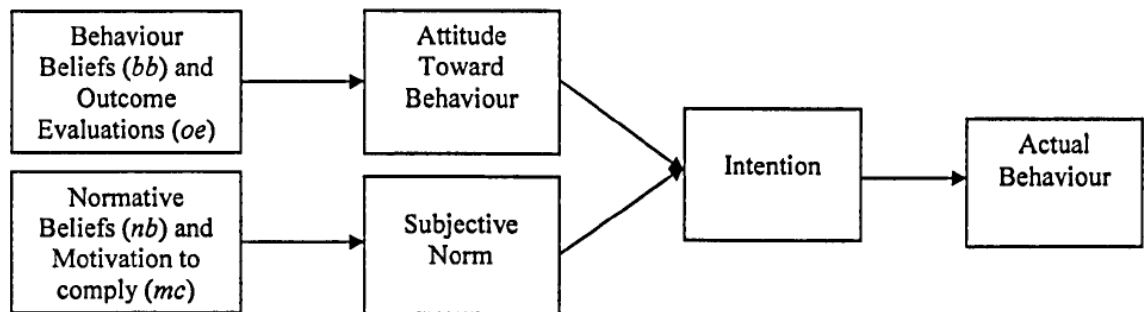 Behaviour
Beliefs (bb) and
Outcome
Evaluations (oe)
Attitude
Toward
Behaviour
Normative
Beliefs (nb) and
Motivation to
comply (mc)
Subjective
Norm
Intention
Actual
Behaviour